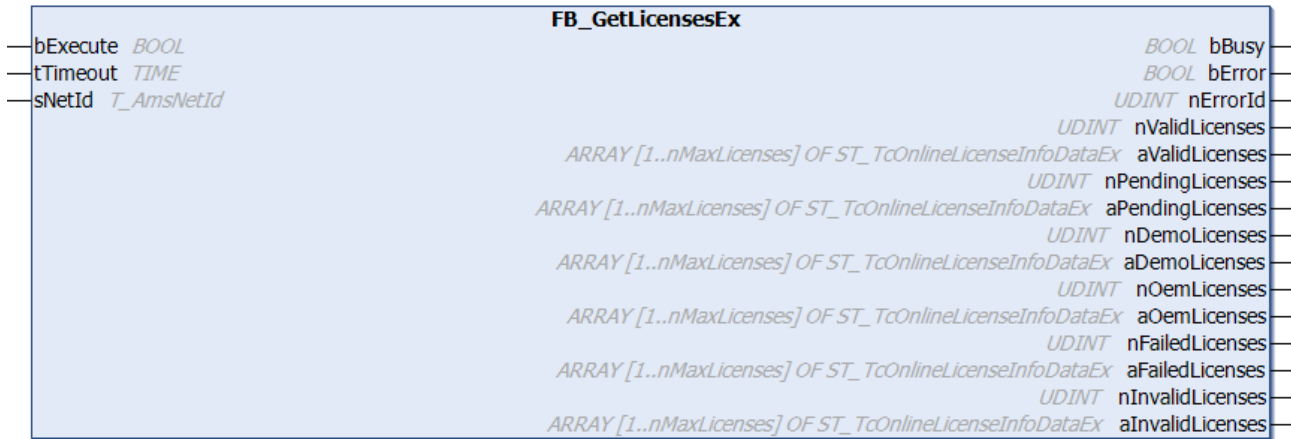 FB_GetLicensesEx
bExecute BOOL
BOOL bBusy
tTimeout TIME
BOOL bError
sNetId T_AmsNetId
UDINT nErrorId
UDINT nValidLicenses
ARRAY [1..nMaxLicenses] OF ST_TcOnlineLicenseInfoDataEx aValidLicenses
UDINT nPendingLicenses
ARRAY [1..nMaxLicenses] OF ST_TcOnlineLicenseInfoDataEx aPendingLicenses
UDINT nDemoLicenses
ARRAY [1..nMaxLicenses] OF ST_TcOnlineLicenseInfoDataEx aDemoLicenses
UDINT nOemLicenses
ARRAY [1..nMaxLicenses] OF ST_TcOnlineLicenseInfoDataEx aOemLicenses
UDINT nFailedLicenses
ARRAY [1..nMaxLicenses] OF ST_TcOnlineLicenseInfoDataEx aFailedLicenses
UDINT nInvalidLicenses
ARRAY [1..nMaxLicenses] OF ST_TcOnlineLicenseInfoDataEx aInvalidLicenses